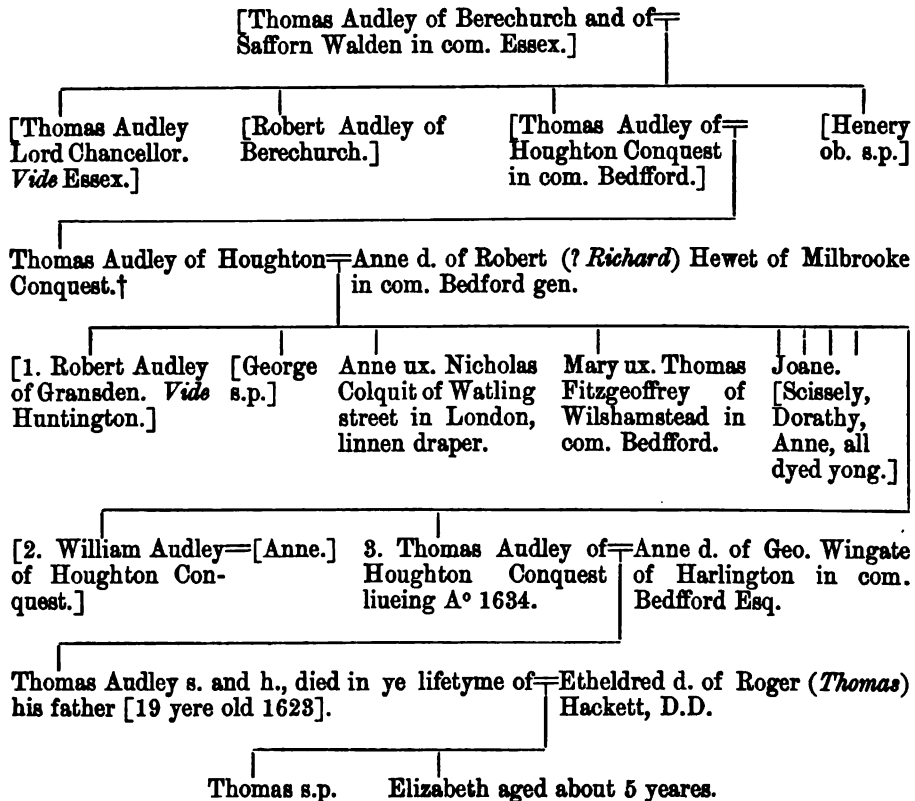 [Thomas Audley of Berechurch and of
Safforn Walden in com. Essex.]
[Thomas Audley
Lord Chancellor.
Vide Essex.]
[Robert Audley of
Berechurch.]
[Thomas Audley of
Houghton Conquest
in com. Bedfford.]
[Henery
ob. s.p.]
Thomas Audley of Houghton
Conquest.†
Anne d. of Robert (? Richard) Hewet of Milbrooke
in com. Bedford gen.
[1. Robert Audley
of Gransden. Vide
Huntington.]
[George
s.p.]
Anne ux. Nicholas
Colquit of Watling
street in London,
linnen draper.
Mary ux. Thomas
Fitzgeoffrey of
Wilshamstead in
com. Bedfford.
Joane.
[Scissely,
Dorathy,
Anne, all
dyed yong.]
[2. William Audley
of Houghton Con-
quest.]
[Anne.]
3. Thomas Audley of
Houghton Conquest
liueing Aº 1634.
Anne d. of Geo. Wingate
of Harlington in com.
Bedfford Esq.
Thomas Audley s. and h., died in ye lifetyme of
his father [19 yere old 1623].
Etheldred d. of Roger (Thomas)
Hackett, D.D.
Thomas s.p.
Elizabeth aged about 5 yeares.